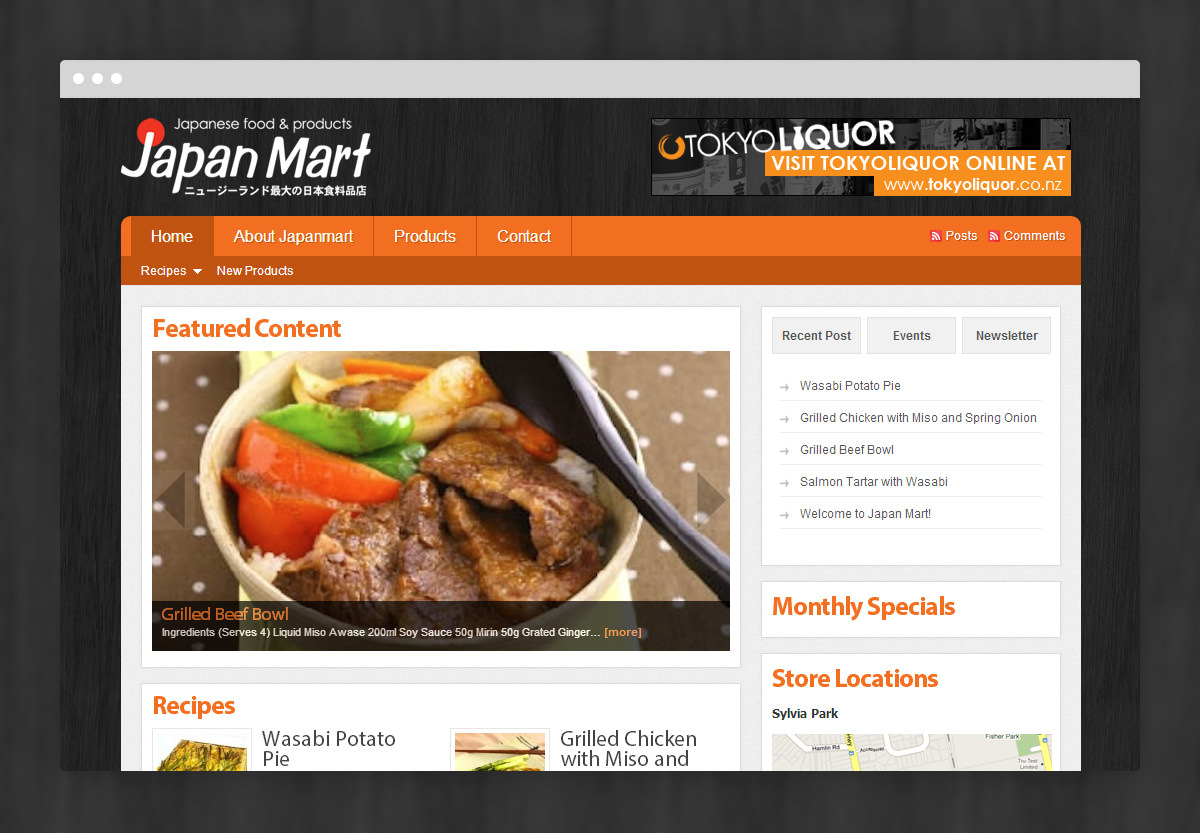 Japanese food & products
Japan Mart
ニュージーランド最大の日本食料品店
TOKYOLIQUOR
VISIT TOKYOLIQUOR ONLINE AT
www.tokyoliquor.co.nz
Home
About Japanmart
Products
Contact
Posts
Comments
Recipes
New Products
Featured Content
Grilled Beef Bowl
Ingredients (Serves 4) Liquid Miso Awase 200ml Soy Sauce 50g Mirin 50g Grated Ginger... [more]
Recent Post
Events
Newsletter
Wasabi Potato Pie
Grilled Chicken with Miso and Spring Onion
Grilled Beef Bowl
Salmon Tartar with Wasabi
Welcome to Japan Mart!
Monthly Specials
Store Locations
Sylvia Park
Hamlin Rd
Fisher Park
Tru-Test
Limited
Recipes
Wasabi Potato
Pie
Grilled Chicken
with Miso and